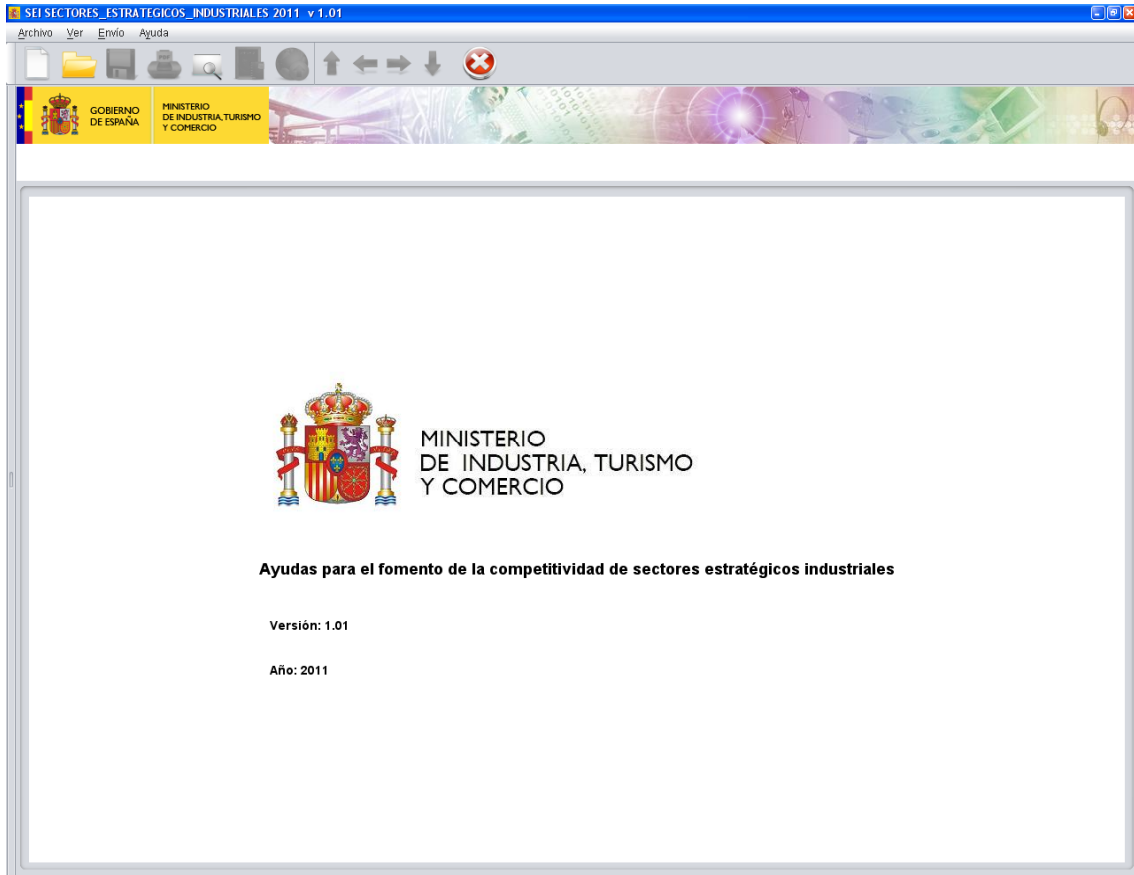 SEI SECTORES_ESTRATEGICOS_INDUSTRIALES 2011 v 1.01
Archivo Ver Envío Ayuda
GOBIERNO
DE ESPAÑA
MINISTERIO
DE INDUSTRIA, TURISMO
Y COMERCIO
MINISTERIO
DE INDUSTRIA, TURISMO
Y COMERCIO
Ayudas para el fomento de la competitividad de sectores estratégicos industriales
Versión: 1.01
Año: 2011